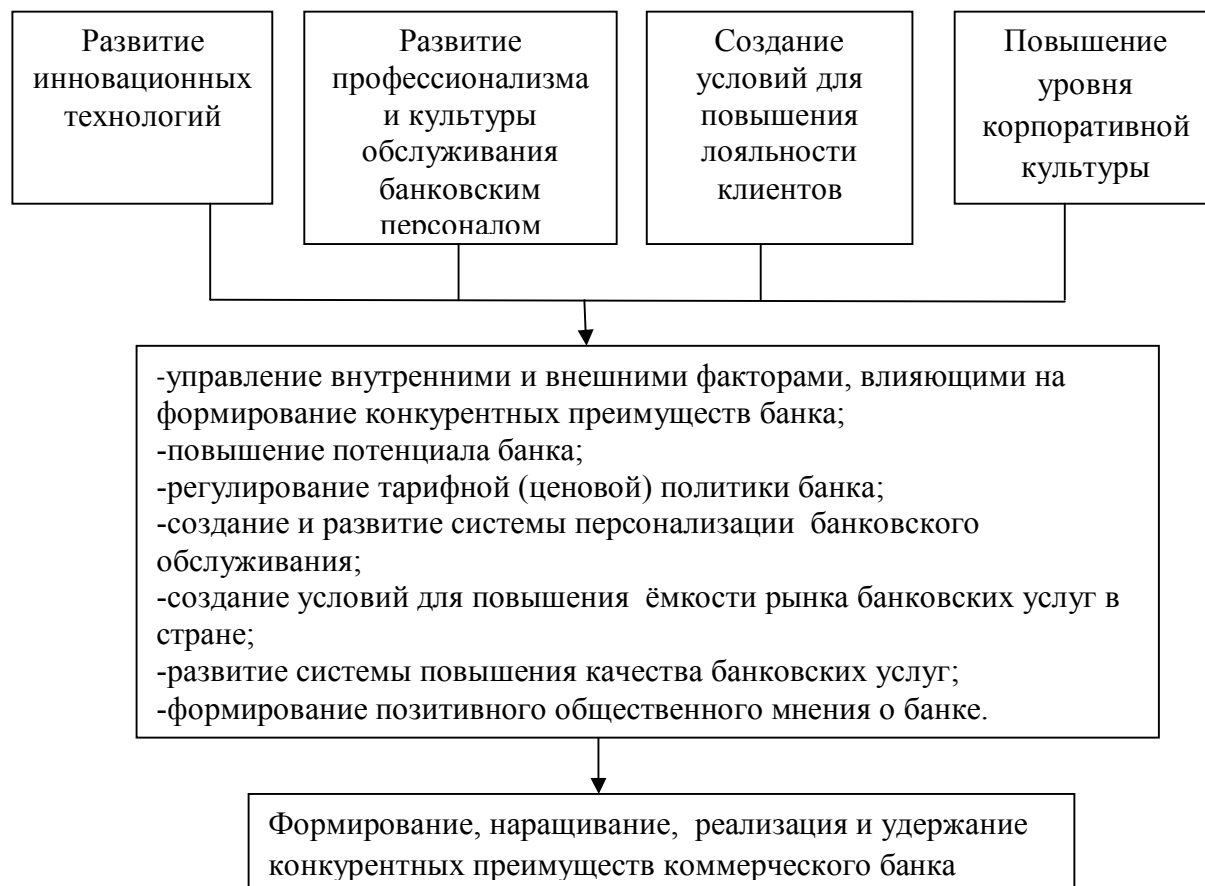 Развитие
инновационных
технологий
Развитие
профессионализма
и культуры
обслуживания
банковским
персоналом
Создание
условий для
повышения
лояльности
клиентов
Повышение
уровня
корпоративной
культуры
-управление внутренними и внешними факторами, влияющими на
формирование конкурентных преимуществ банка;
-повышение потенциала банка;
-регулирование тарифной (ценовой) политики банка;
-создание и развитие системы персонализации банковского
обслуживания;
-создание условий для повышения ёмкости рынка банковских услуг в
стране;
-развитие системы повышения качества банковских услуг;
-формирование позитивного общественного мнения о банке.
Формирование, наращивание, реализация и удержание
конкурентных преимуществ коммерческого банка